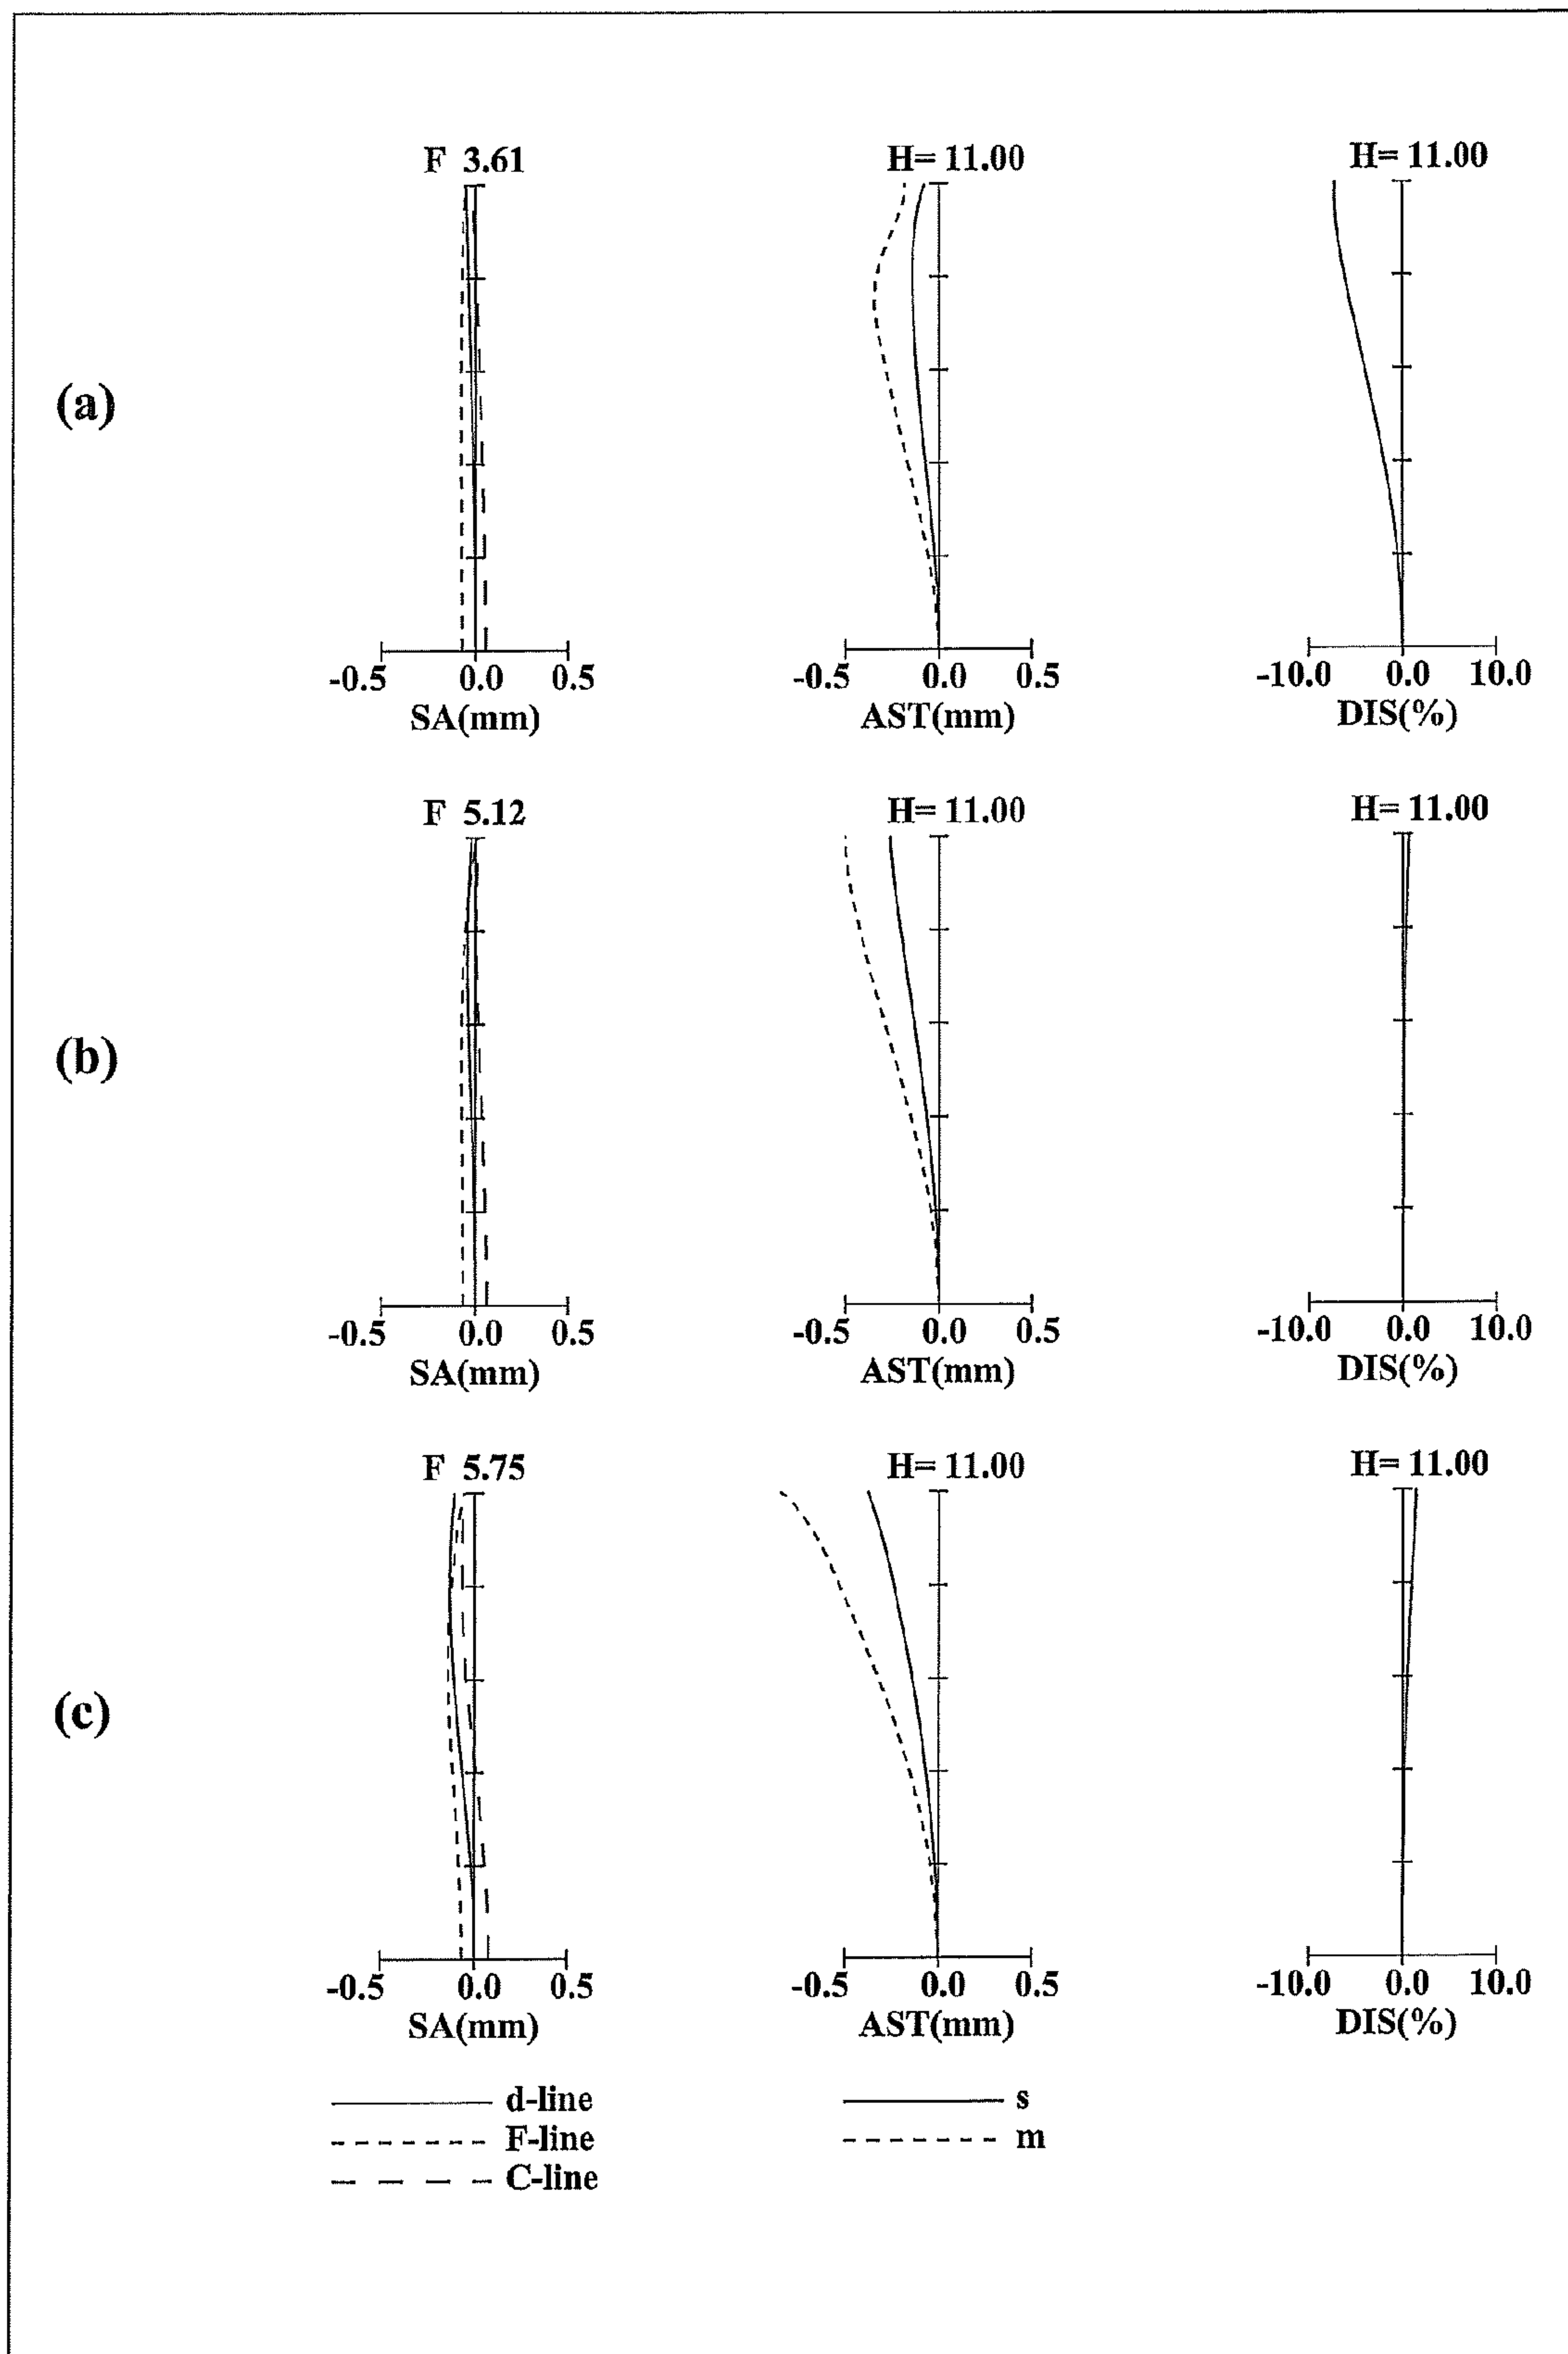 (a)
F 3.61
H= 11.00
H= 11.00
-0.5 0.0 0.5
SA(mm)
-0.5 0.0 0.5
AST(mm)
-10.0 0.0 10.0
DIS(%)
(b)
F 5.12
H= 11.00
H= 11.00
-0.5 0.0 0.5
SA(mm)
-0.5 0.0 0.5
AST(mm)
-10.0 0.0 10.0
DIS(%)
(c)
F 5.75
H= 11.00
H= 11.00
-0.5 0.0 0.5
SA(mm)
-0.5 0.0 0.5
AST(mm)
-10.0 0.0 10.0
DIS(%)
d-line
F-line
C-line
s
m